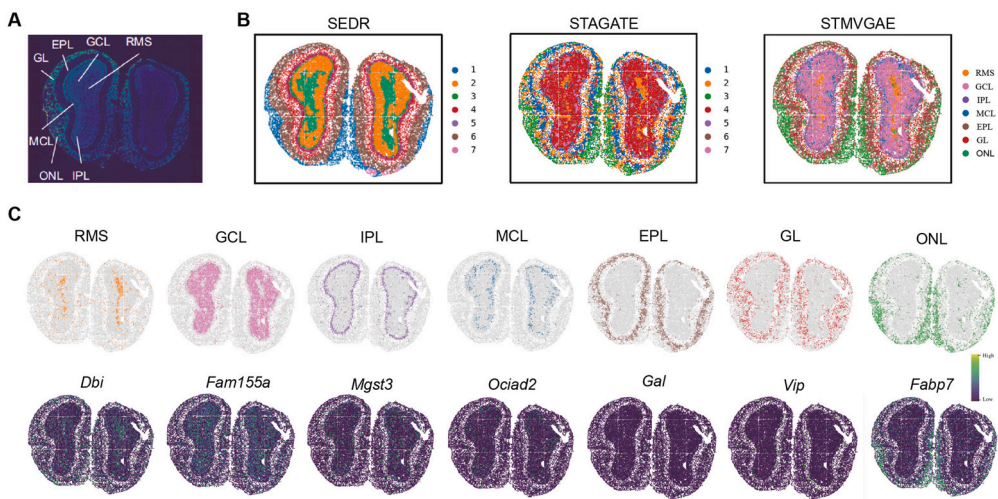 A
EPL GCL RMS
GL
MCL
ONL IPL
B
SEDR
1
2
3
4
5
6
7
STAGATE
1
2
3
4
5
6
7
STMVGAE
RMS
GCL
IPL
MCL
EPL
GL
ONL
C
RMS GCL IPL MCL EPL GL ONL
High
Low
Dbi Fam155a Mgst3 Ociad2 Gal Vip Fabp7